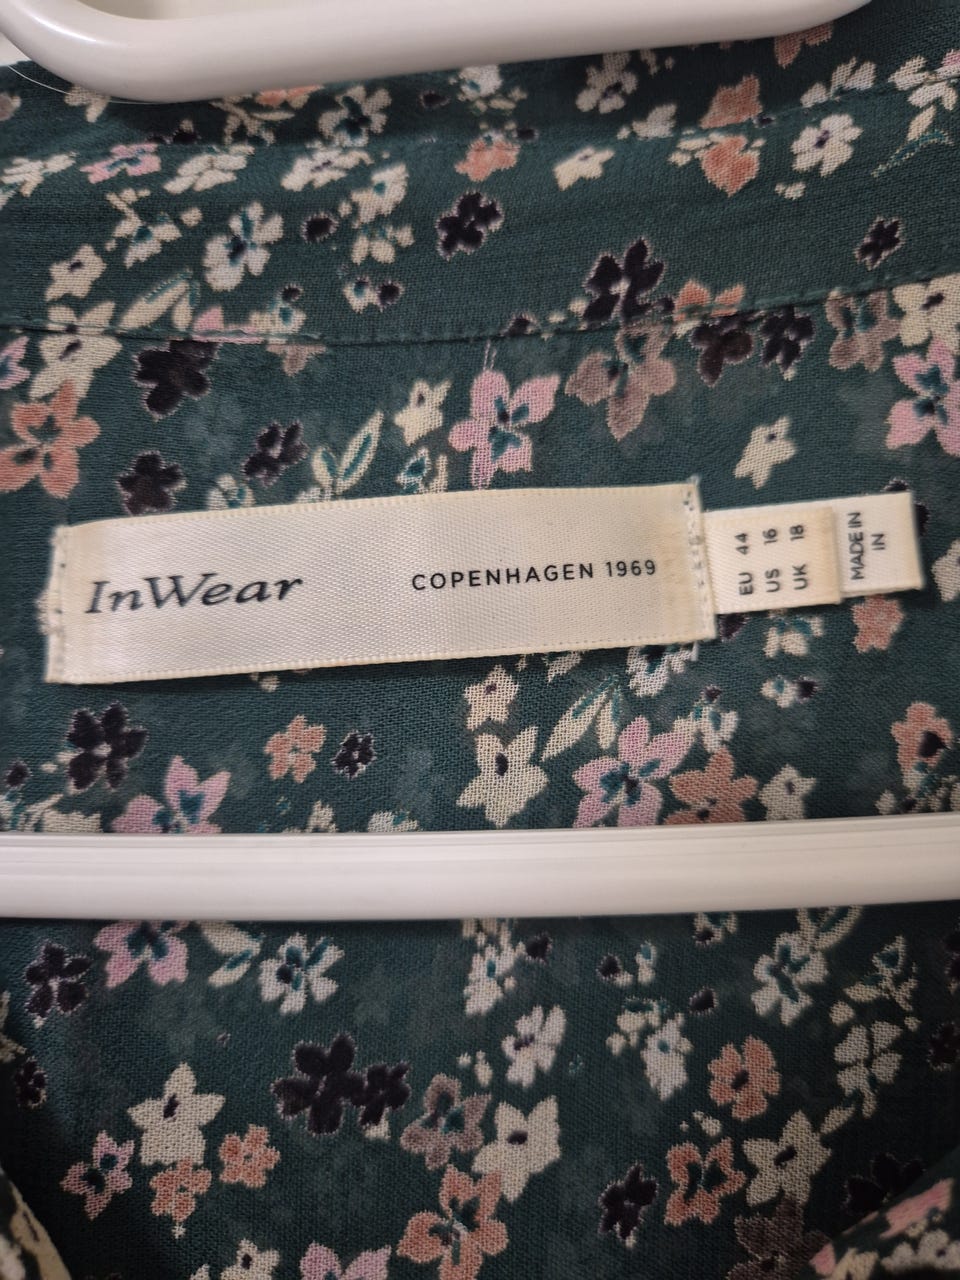 InWear
COPENHAGEN 1969
EU 44
US 16
UK 18
MADE IN
IN